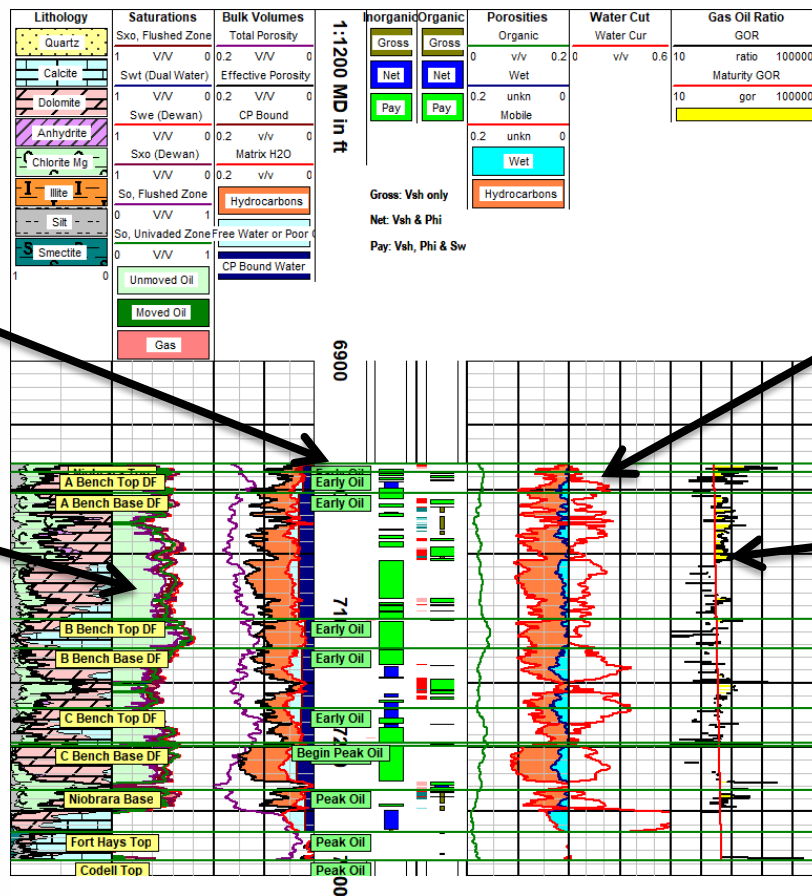 Lithology
Quartz
Calcite
Dolomite
Anhydrite
Chlorite Mg
Illite
Silt
Smectite
1 0
Saturations
Sxo, Flushed Zone
1 V/V 0
Swt (Dual Water)
1 V/V 0
Swe (Dewan)
1 V/V 0
Sxo (Dewan)
1 V/V 0
So, Flushed Zone
0 V/V 1
So, Univaded Zone
0 V/V 1
Unmoved Oil
Moved Oil
Gas
Bulk Volumes
Total Porosity
0.2 V/V 0
Effective Porosity
0.2 V/V 0
CP Bound
0.2 v/v 0
Matrix H2O
0.2 v/v 0
Hydrocarbons
Free Water or Poor
CP Bound Water
1:1200 MD in ft
Inorganic
Gross
Net
Pay
Organic
Gross
Net
Pay
Gross: Vsh only
Net: Vsh & Phi
Pay: Vsh, Phi & Sw
Porosities
Organic
0 v/v 0.2
Wet
0.2 unkn 0
Mobile
0.2 unkn 0
Wet
Hydrocarbons
Water Cut
Water Cur
0 v/v 0.6
Gas Oil Ratio
GOR
10 ratio 100000
Maturity GOR
10 gor 100000
6900
A Bench Top DF
Early Oil
A Bench Base DF
Early Oil
B Bench Top DF
Early Oil
B Bench Base DF
Early Oil
C Bench Top DF
Early Oil
C Bench Base DF
Begin Peak Oil
Niobrara Base
Peak Oil
Fort Hays Top
Peak Oil
Codell Top
Peak Oil